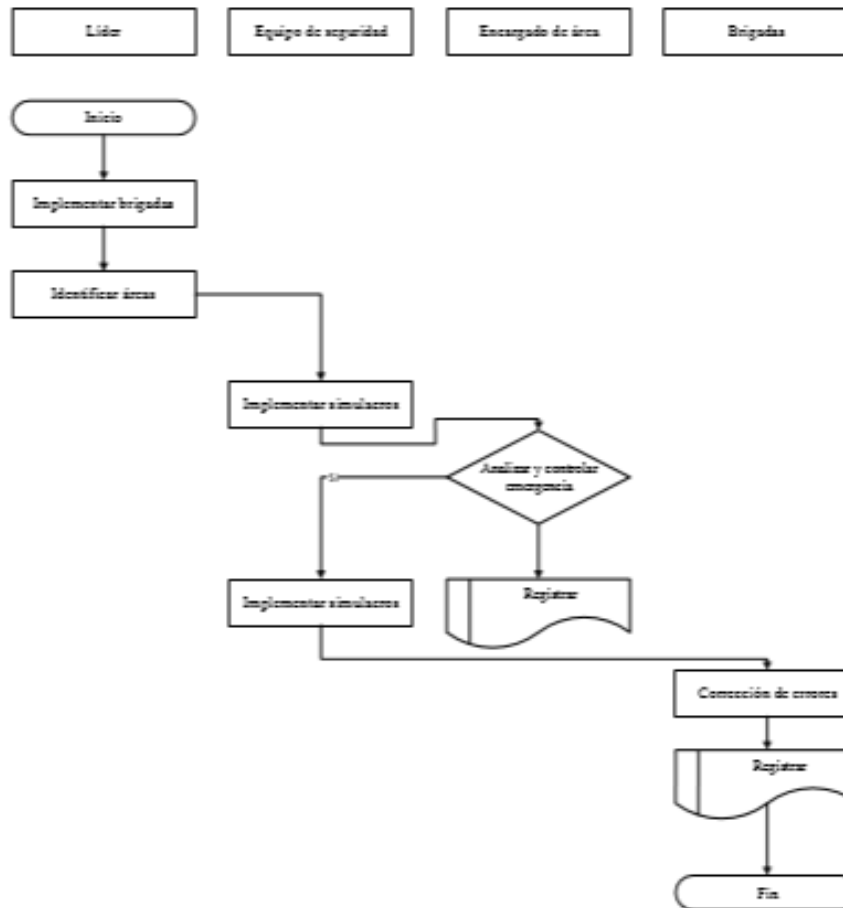 Líder
Equipo de seguridad
Encargado de área
Brigadas
Inicio
Implementar brigadas
Identificar áreas
Implementar simulacros
Analizar y controlar
emergencia
Si
Implementar simulacros
Registrar
Corrección de errores
Registrar
Fin